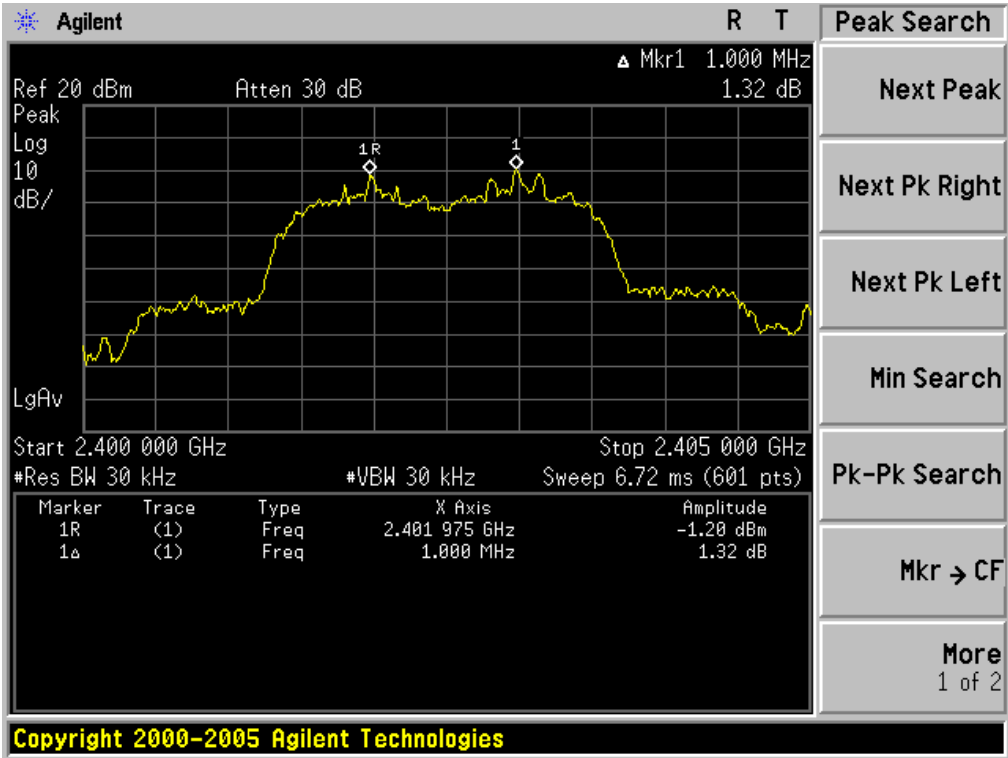 Agilent R T
Peak Search
Δ Mkr1 1.000 MHz
Ref 20 dBm Atten 30 dB 1.32 dB
Peak
Log
10
dB/
1R
1
LgAv
Start 2.400 000 GHz Stop 2.405 000 GHz
#Res BW 30 kHz #VBW 30 kHz Sweep 6.72 ms (601 pts)
Marker Trace Type X Axis Amplitude
1R (1) Freq 2.401 975 GHz -1.20 dBm
1Δ (1) Freq 1.000 MHz 1.32 dB
Next Peak
Next Pk Right
Next Pk Left
Min Search
Pk-Pk Search
Mkr → CF
More
1 of 2
Copyright 2000-2005 Agilent Technologies